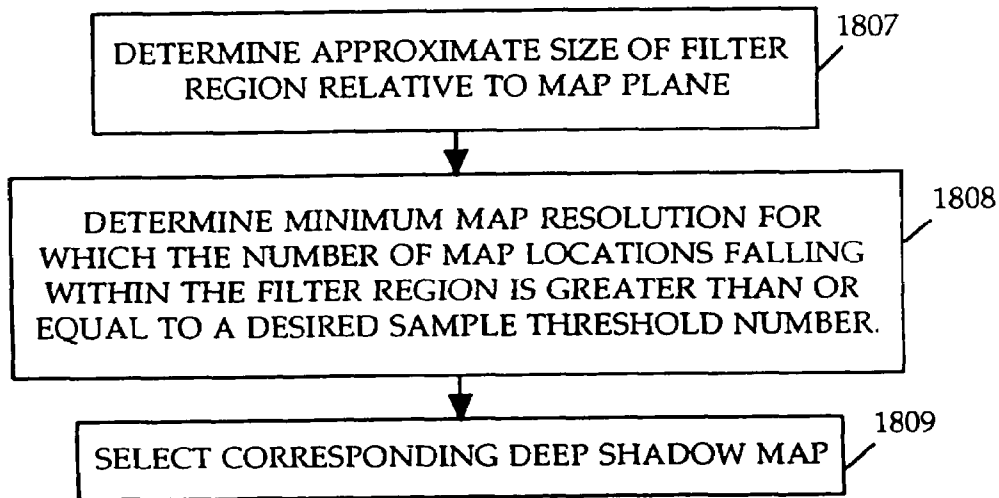 1807
DETERMINE APPROXIMATE SIZE OF FILTER
REGION RELATIVE TO MAP PLANE
1808
DETERMINE MINIMUM MAP RESOLUTION FOR
WHICH THE NUMBER OF MAP LOCATIONS FALLING
WITHIN THE FILTER REGION IS GREATER THAN OR
EQUAL TO A DESIRED SAMPLE THRESHOLD NUMBER.
1809
SELECT CORRESPONDING DEEP SHADOW MAP